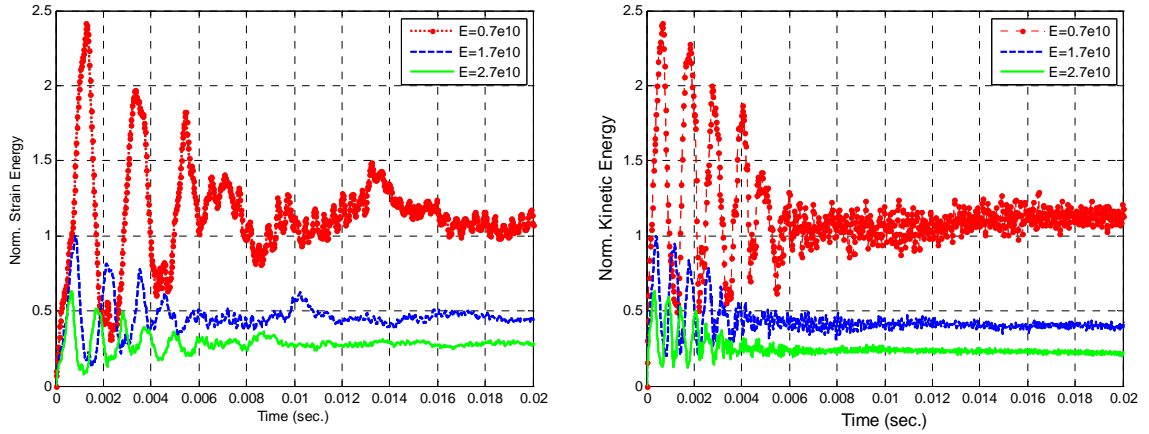 2.5
2
1.5
1
0.5
0
Norm. Strain Energy
E=0.7e10
E=1.7e10
E=2.7e10
0 0.002 0.004 0.006 0.008 0.01 0.012 0.014 0.016 0.018 0.02
Time (sec.)
2.5
2
1.5
1
0.5
0
Norm. Kinetic Energy
E=0.7e10
E=1.7e10
E=2.7e10
0 0.002 0.004 0.006 0.008 0.01 0.012 0.014 0.016 0.018 0.02
Time (sec.)